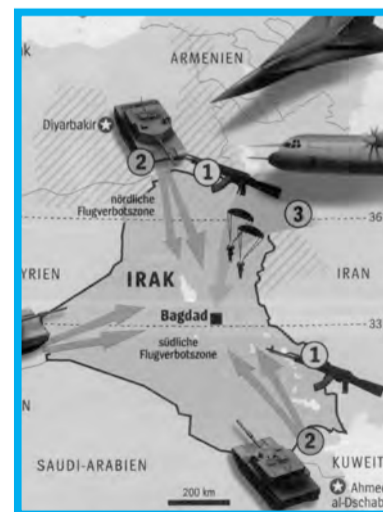 ARMENIEN
Diyarbakir
2
1
nördliche
Flugverbotszone
3
36
YRIEN
IRAK
IRAN
Bagdad
33
südliche
Flugverbotszone
1
N
2
SAUDI-ARABIEN
KUWEIT
200 km
Ahmed
al-Dschab